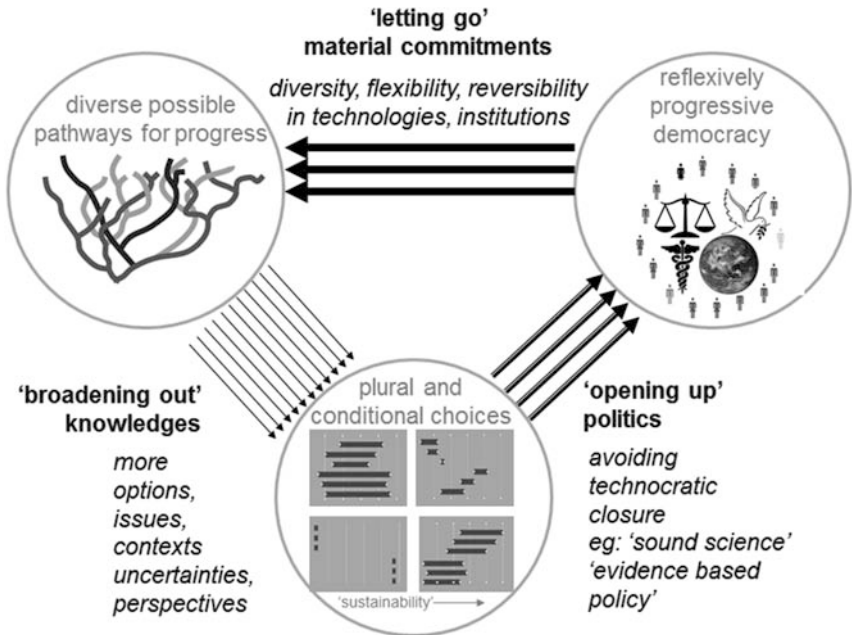 ‘letting go’
material commitments
diversity, flexibility, reversibility
in technologies, institutions
diverse possible
pathways for progress
reflexively
progressive
democracy
‘broadening out’
knowledges
more
options,
issues,
contexts
uncertainties,
perspectives
plural and
conditional choices
‘sustainability’
‘opening up’
politics
avoiding
technocratic
closure
eg: ‘sound science’
‘evidence based
policy’